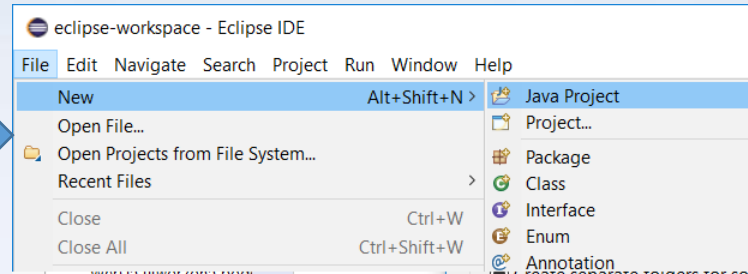 eclipse-workspace - Eclipse IDE
File Edit Navigate Search Project Run Window Help
New Alt+Shift+N > Java Project
Open File... Project...
Open Projects from File System... Package
Recent Files > Class
Interface
Close Ctrl+W Enum
Close All Ctrl+Shift+W Annotation